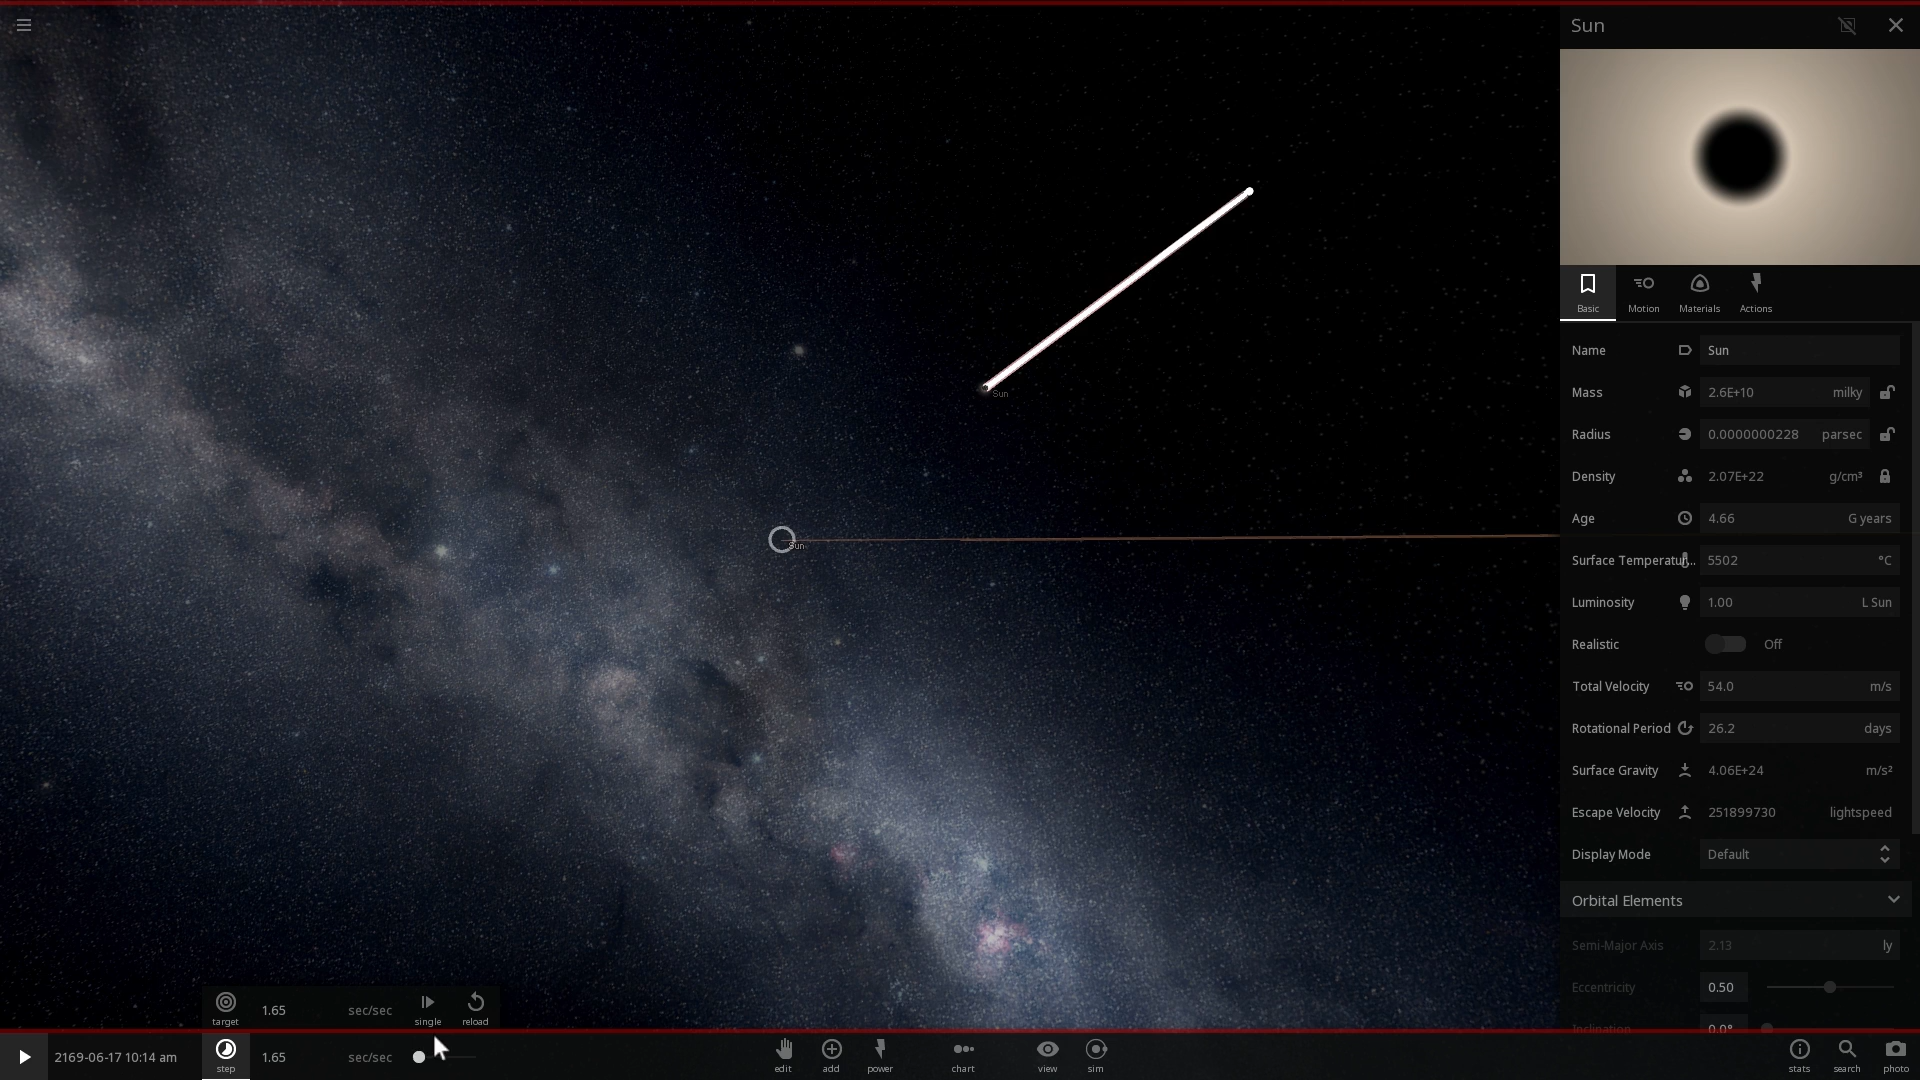 Sun
Basic
Motion
Materials
Actions
Name Sun
Mass 2.6E+10 milky
Radius 0.0000000228 parsec
Density 2.07E+22 g/cm³
Age 4.66 G years
Surface Temperatur... 5502 °C
Luminosity 1.00 L Sun
Realistic Off
Total Velocity 54.0 m/s
Rotational Period 26.2 days
Surface Gravity 4.06E+24 m/s²
Escape Velocity 251899730 lightspeed
Display Mode Default
Orbital Elements
Semi-Major Axis 2.13 ly
Eccentricity 0.50
Inclination 0.0°
Sun
Sun
target 1.65 sec/sec single reload
2169-06-17 10:14 am step 1.65 sec/sec
edit add power chart view sim stats search photo